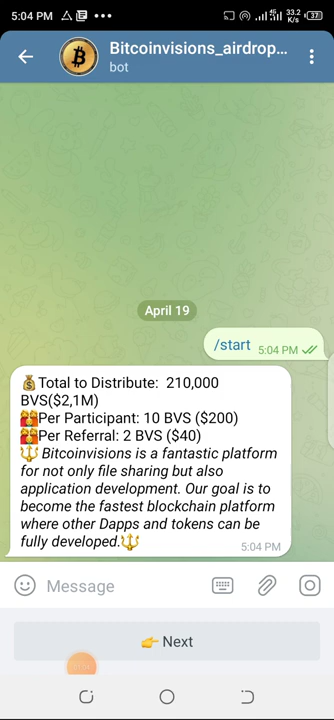 5:04 PM
33.2
K/s
37
Bitcoinvisions_airdrop...
bot
April 19
/start 5:04 PM
💰Total to Distribute: 210,000
BVS($2,1M)
👫Per Participant: 10 BVS ($200)
👫Per Referral: 2 BVS ($40)
🔱Bitcoinvisions is a fantastic platform
for not only file sharing but also
application development. Our goal is to
become the fastest blockchain platform
where other Dapps and tokens can be
fully developed.🔱
5:04 PM
Message
👉 Next